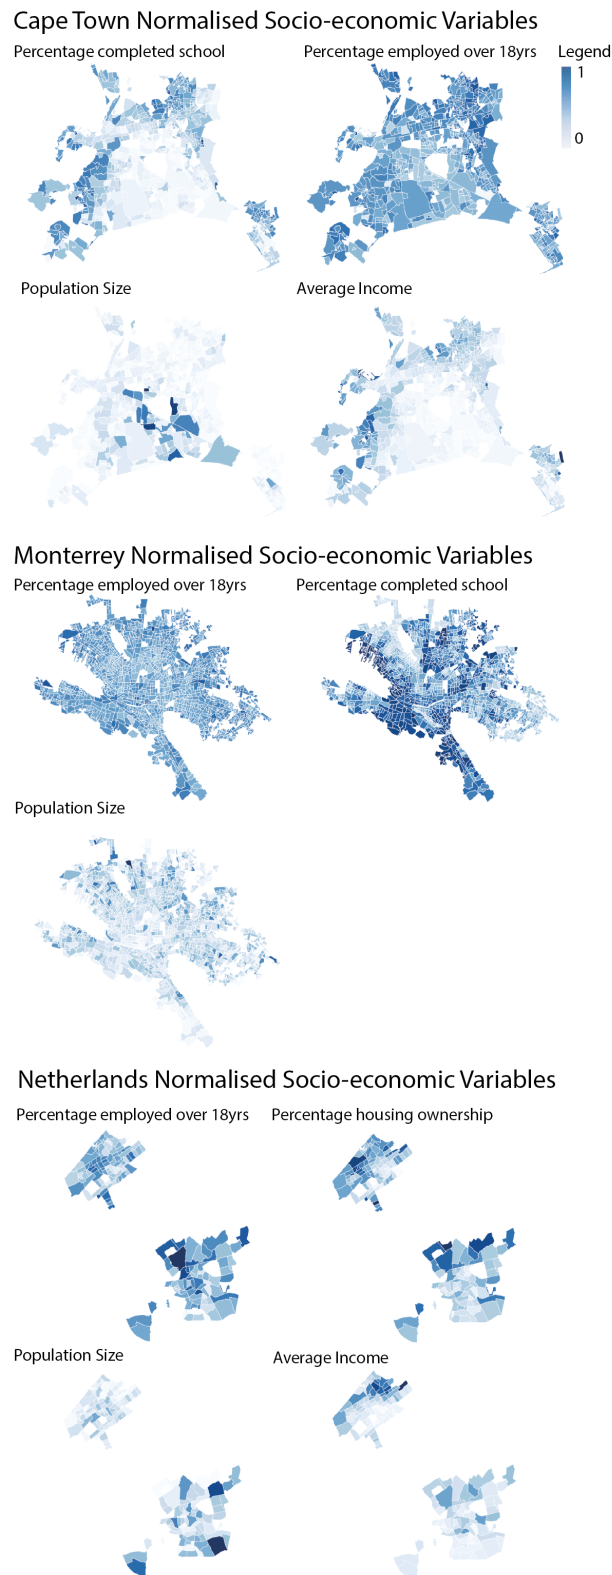 Cape Town Normalised Socio-economic Variables
Percentage completed school
Percentage employed over 18yrs
Legend
1
0
Population Size
Average Income
Monterrey Normalised Socio-economic Variables
Percentage employed over 18yrs
Percentage completed school
Population Size
Netherlands Normalised Socio-economic Variables
Percentage employed over 18yrs
Percentage housing ownership
Population Size
Average Income